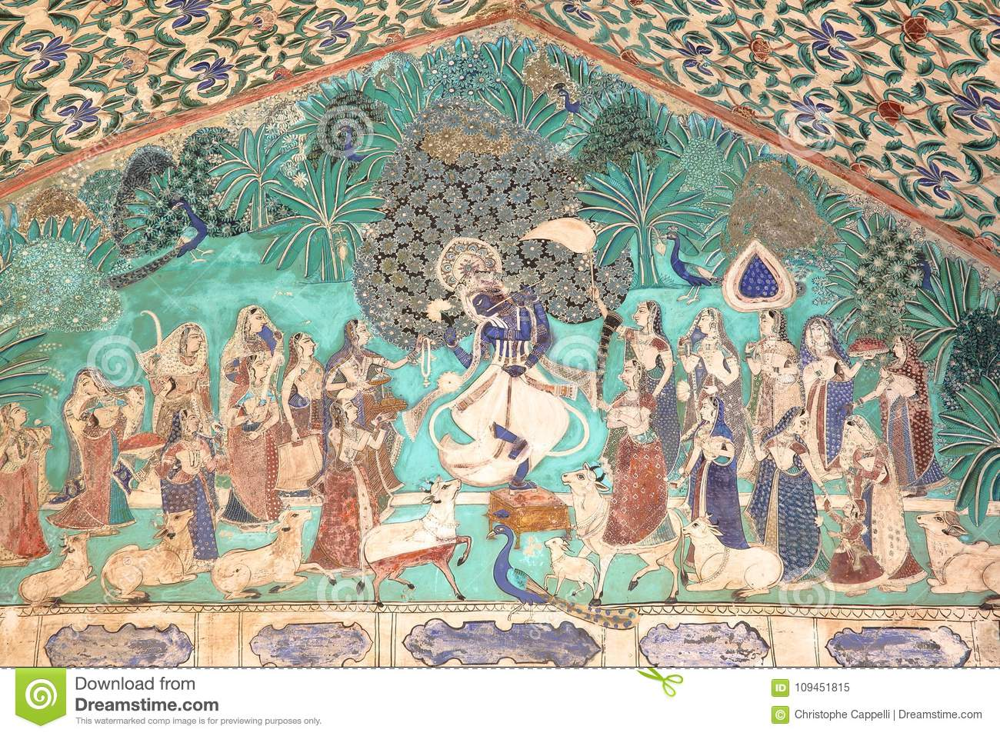 Download from
Dreamstime.com
This watermarked comp image is for previewing purposes only.
ID 109451815
© Christophe Cappelli | Dreamstime.com